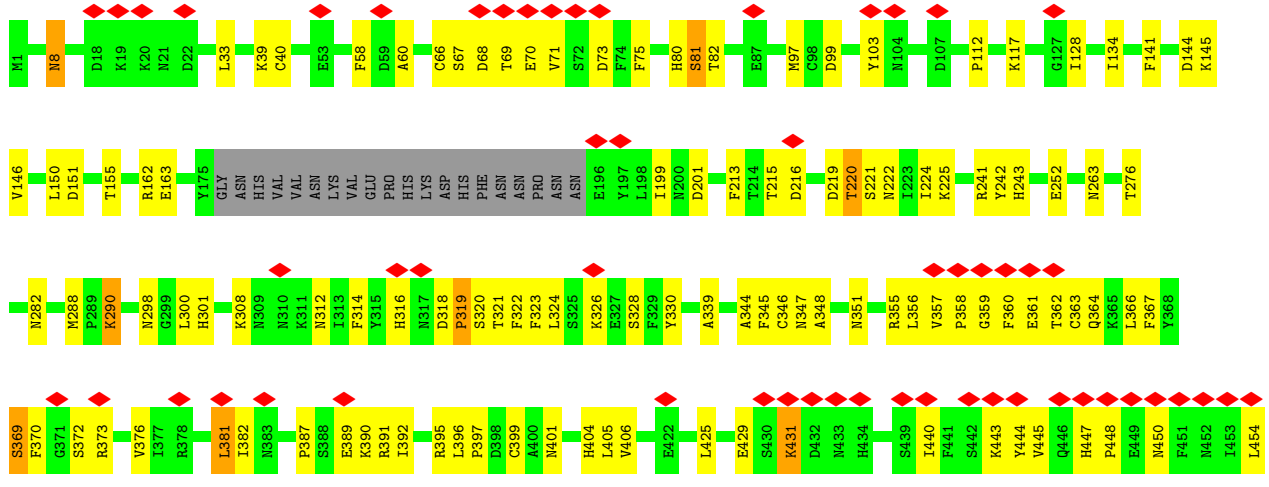 M1 N8 D18 K19 K20 N21 D22 L33 K39 C40 E53 F58 D59 A60 C66 S67 D68 T69 E70 V71 S72 D73 F74 F75 H80 S81 T82 E87 M97 C98 D99 Y103 N104 D107 P112 K117 G127 I128 I134 F141 D144 K145
V146 L150 D151 T155 R162 E163 Y175 GLY ASN HIS VAL VAL ASN LYS VAL GLU PRO HIS LYS ASP HIS PHE ASN ASN PRO ASN ASN E196 Y197 L198 I199 N200 D201 F213 T214 T215 D216 D219 T220 S221 N222 I223 I224 K225 R241 Y242 H243 E252 N263 T276
N282 M288 P289 K290 N298 G299 L300 H301 K308 N309 N310 K311 N312 I313 F314 Y315 H316 N317 D318 P319 S320 T321 F322 F323 L324 S325 K326 E327 S328 F329 Y330 A339 A344 F345 C346 N347 A348 N351 R355 L356 V357 P358 G359 F360 E361 T362 C363 Q364 K365 L366 F367 Y368
S369 F370 G371 S372 R373 V376 I377 R378 L381 I382 N383 P387 S388 E389 K390 R391 I392 R395 L396 P397 D398 C399 A400 N401 H404 L405 V406 E422 L425 E429 S430 K431 D432 N433 H434 S439 I440 F441 S442 K443 Y444 V445 Q446 H447 P448 E449 N450 F451 N452 I453 L454